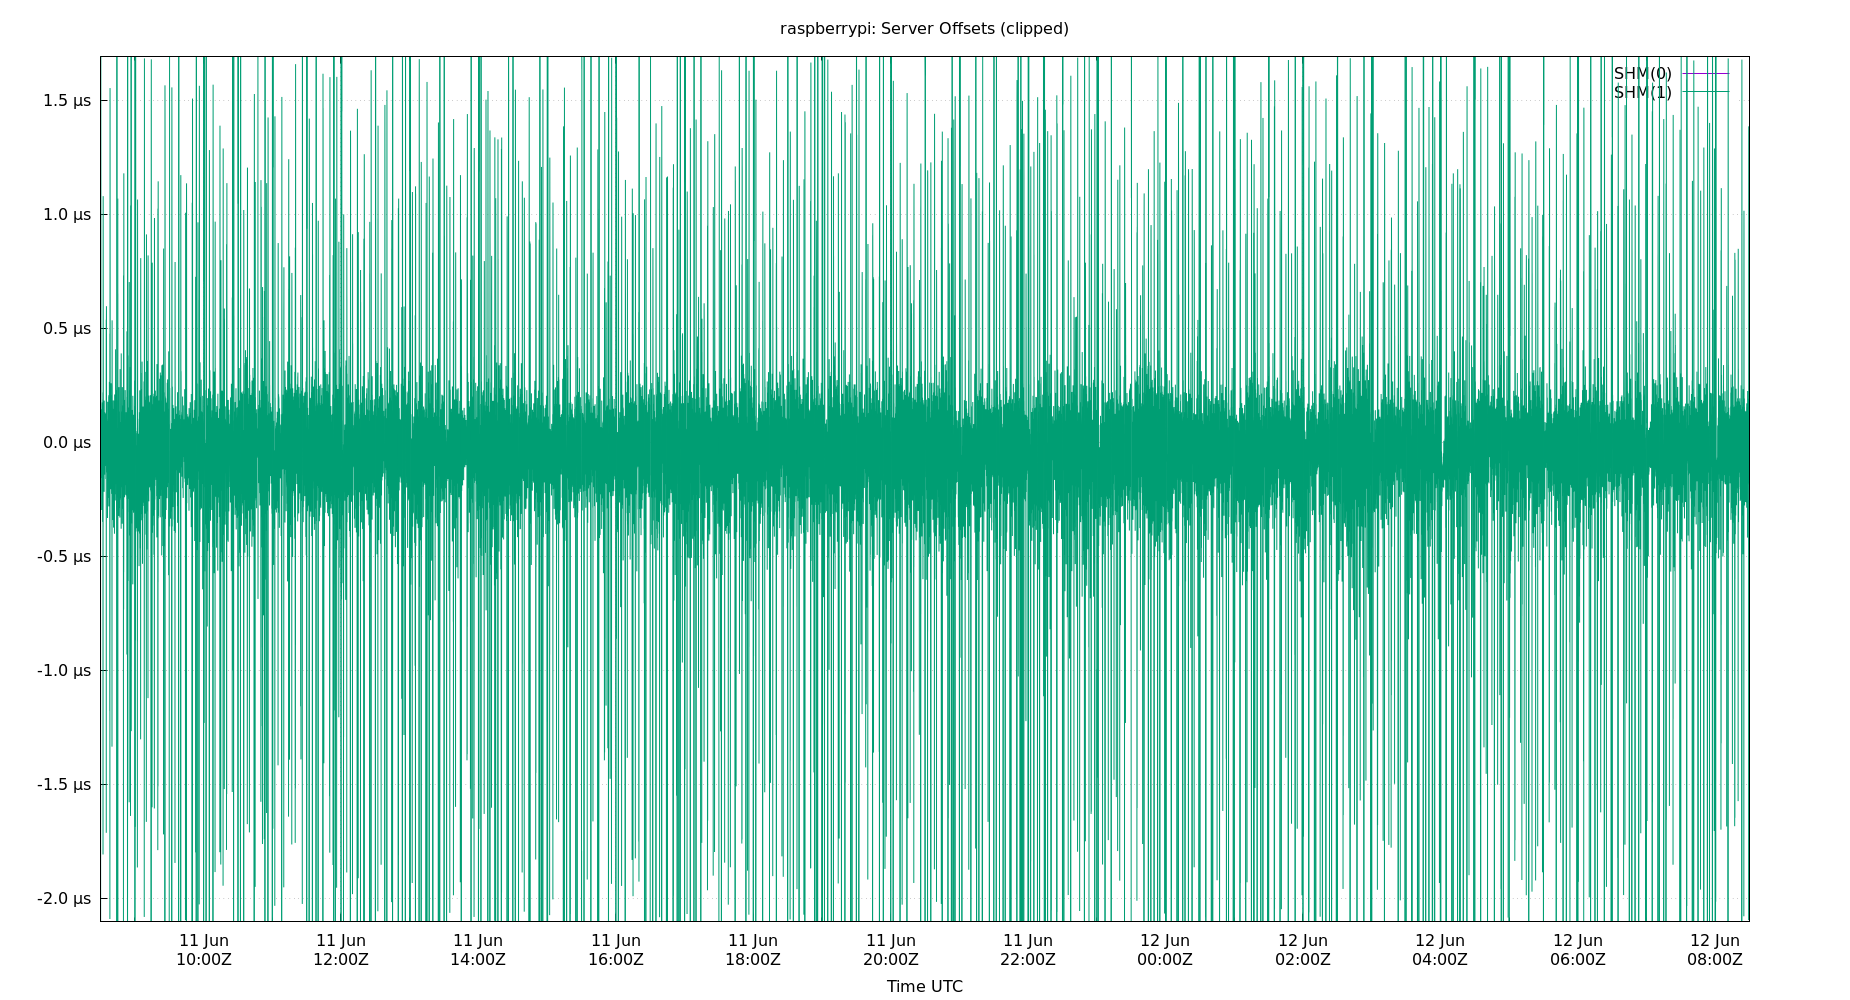 raspberrypi: Server Offsets (clipped)
SHM(0)
SHM(1)
1.5 µs
1.0 µs
0.5 µs
0.0 µs
-0.5 µs
-1.0 µs
-1.5 µs
-2.0 µs
11 Jun 11 Jun 11 Jun 11 Jun 11 Jun 11 Jun 11 Jun 12 Jun 12 Jun 12 Jun 12 Jun 12 Jun
10:00Z 12:00Z 14:00Z 16:00Z 18:00Z 20:00Z 22:00Z 00:00Z 02:00Z 04:00Z 06:00Z 08:00Z
Time UTC